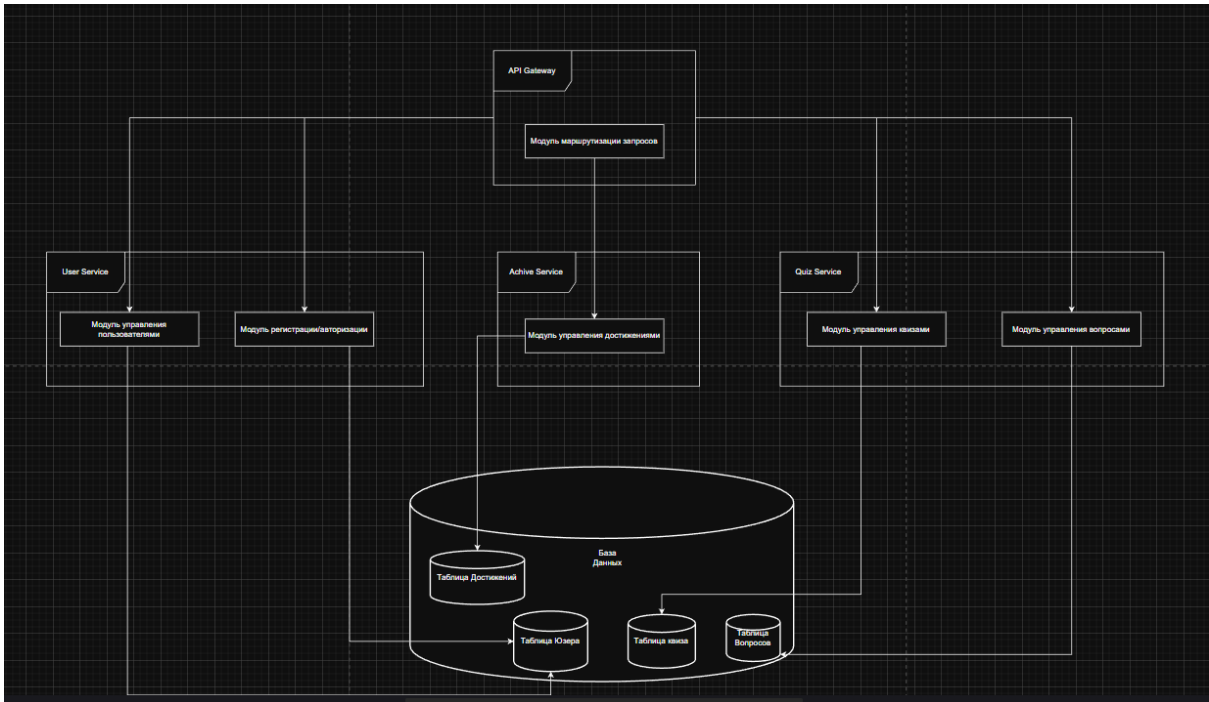 API Gateway
Модуль маршрутизации запросов
User Service
Модуль управления
пользователями
Модуль регистрации/авторизации
Achive Service
Модуль управления достижениями
Quiz Service
Модуль управления квизами
Модуль управления вопросами
База
Данных
Таблица Достижений
Таблица Юзера
Таблица квиза
Таблица
Вопросов